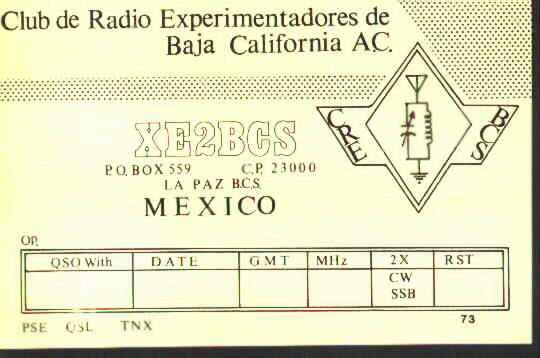 Club de Radio Experimentadores de
Baja California A.C.
CRE
BCS
XE2BCS
P.O. BOX 559 C.P. 23000
LA PAZ B.C.S.
MEXICO
OP.
QSO With DATE GMT MHz 2X RST
CW
SSB
PSE QSL TNX 73